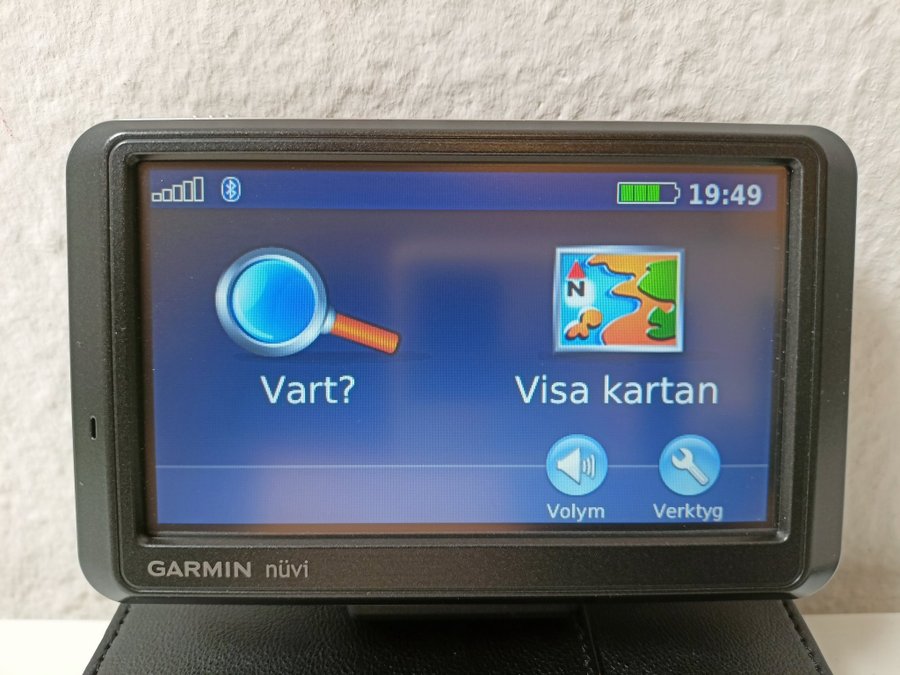 19:49
N
Vart?
Visa kartan
Volym
Verktyg
GARMIN nüvi